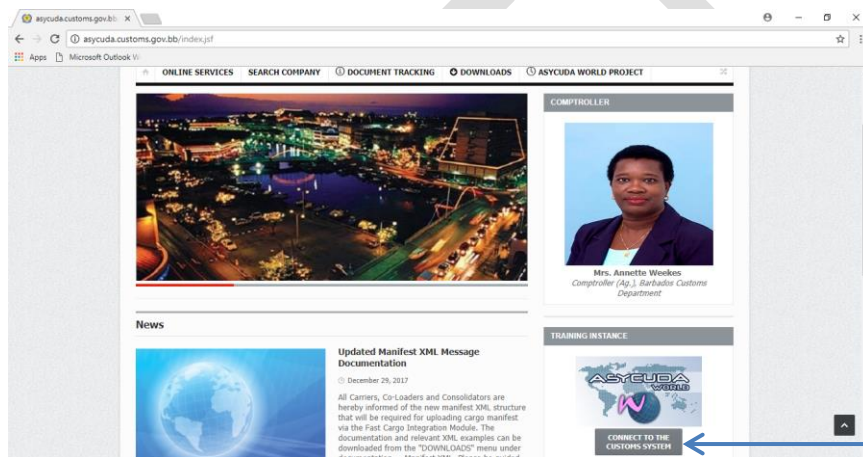 asycuda.customs.gov.bb
asycuda.customs.gov.bb/index.jsf
Apps Microsoft Outlook
ONLINE SERVICES SEARCH COMPANY DOCUMENT TRACKING DOWNLOADS ASYCUDA WORLD PROJECT
COMPTROLLER
Mrs. Annette Weekes
Comptroller (Ag.), Barbados Customs
Department
News
Updated Manifest XML Message
Documentation
December 29, 2017
All Carriers, Co-Loaders and Consolidators are
hereby informed of the new manifest XML structure
that will be required for uploading cargo manifest
via the Fast Cargo Integration Module. The
documentation and relevant XML examples can be
downloaded from the "DOWNLOADS" menu under
TRAINING INSTANCE
ASYCUDA
WORLD
W
CONNECT TO THE
CUSTOMS SYSTEM